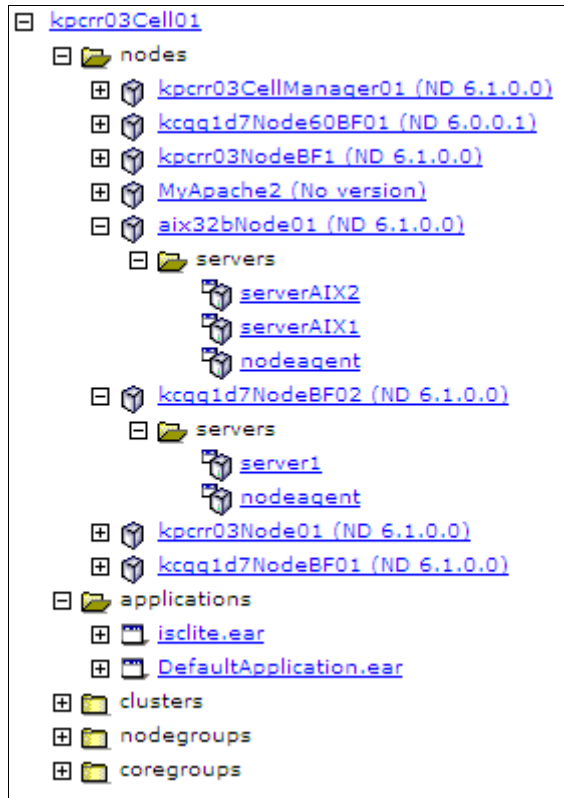 kpcrr03Cell01
nodes
kpcrr03CellManager01 (ND 6.1.0.0)
kcqq1d7Node60BF01 (ND 6.0.0.1)
kpcrr03NodeBF1 (ND 6.1.0.0)
MyApache2 (No version)
aix32bNode01 (ND 6.1.0.0)
servers
serverAIX2
serverAIX1
nodeagent
kcqq1d7NodeBF02 (ND 6.1.0.0)
servers
server1
nodeagent
kpcrr03Node01 (ND 6.1.0.0)
kcqq1d7NodeBF01 (ND 6.1.0.0)
applications
isclite.ear
DefaultApplication.ear
clusters
nodegroups
coregroups